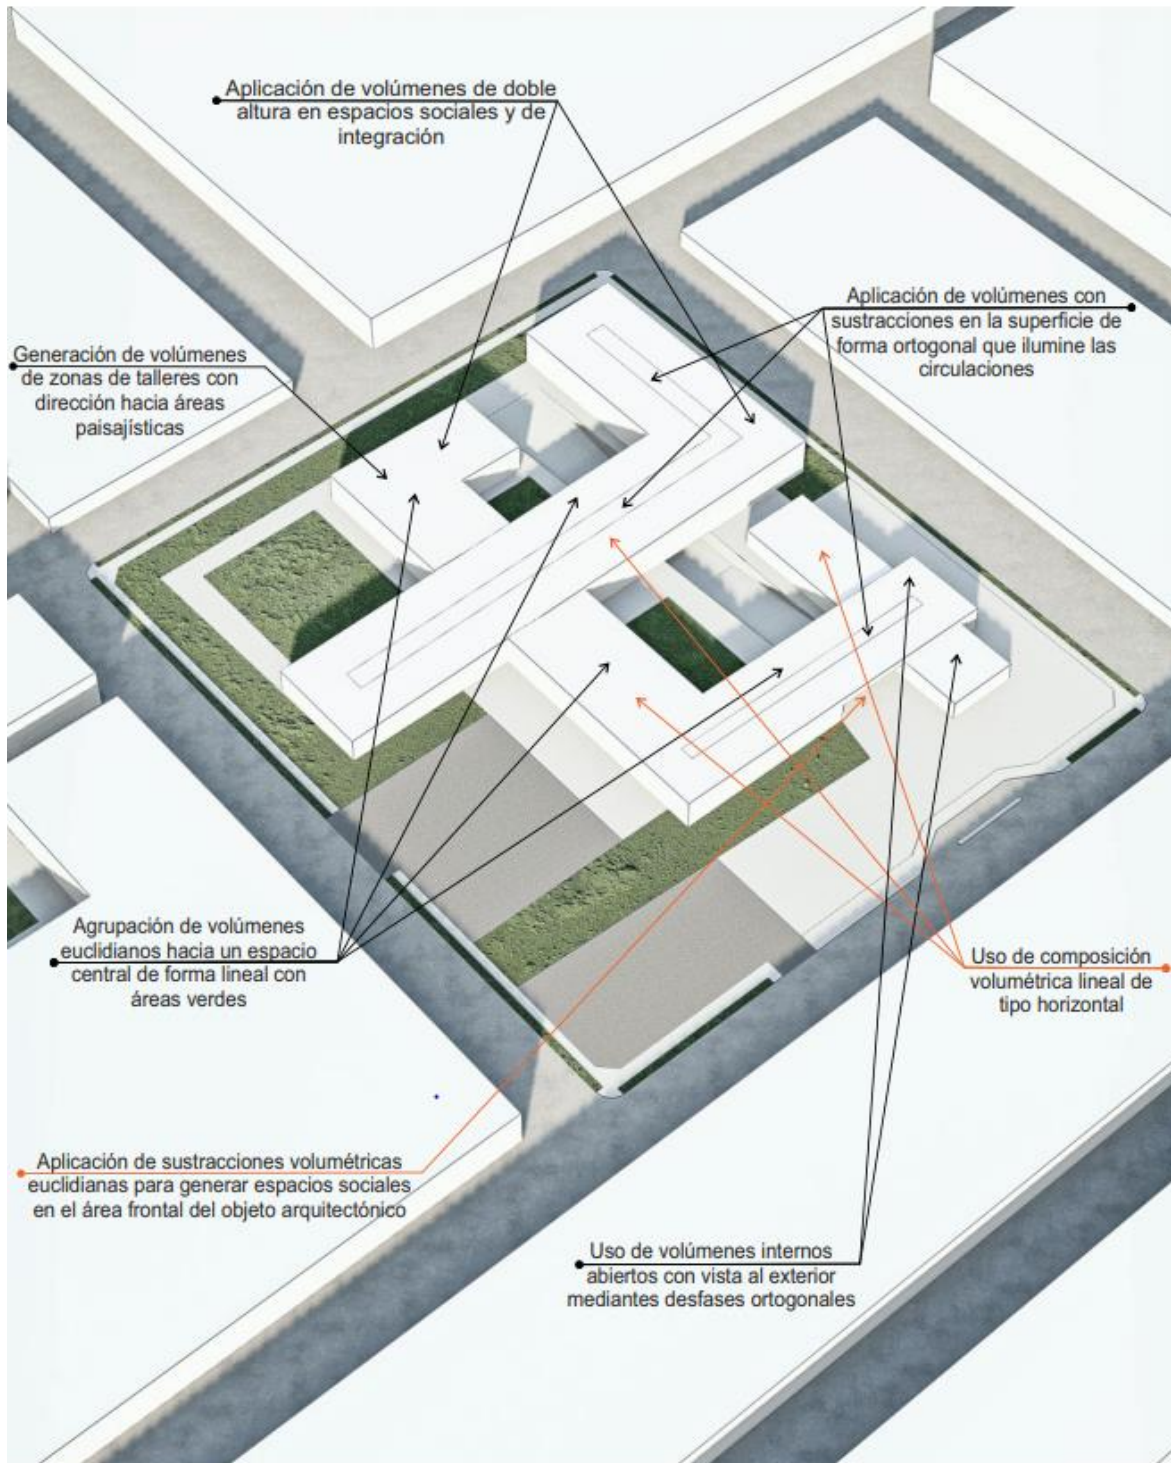 Aplicación de volúmenes de doble
altura en espacios sociales y de
integración
Aplicación de volúmenes con
sustracciones en la superficie de
forma ortogonal que ilumine las
circulaciones
Generación de volúmenes
de zonas de talleres con
dirección hacia áreas
paisajísticas
Agrupación de volúmenes
euclidianos hacia un espacio
central de forma lineal con
áreas verdes
Uso de composición
volumétrica lineal de
tipo horizontal
Aplicación de sustracciones volumétricas
euclidianas para generar espacios sociales
en el área frontal del objeto arquitectónico
Uso de volúmenes internos
abiertos con vista al exterior
mediantes desfases ortogonales